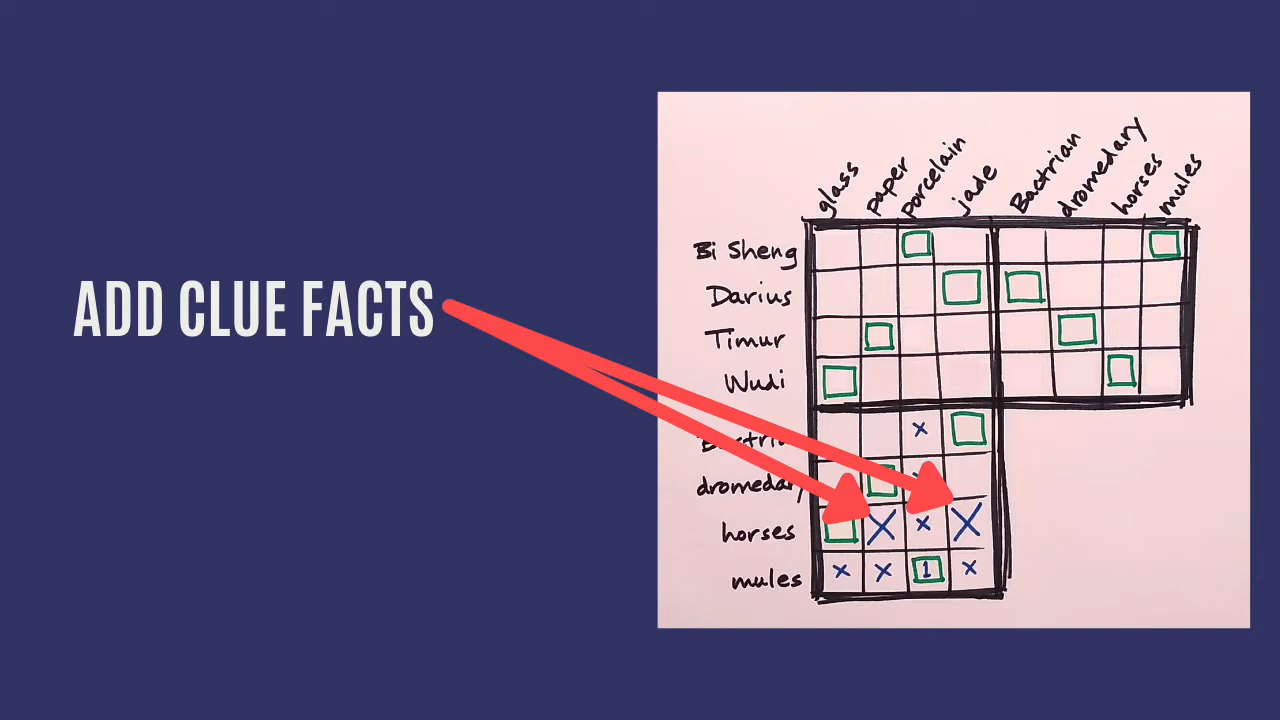 ADD CLUE FACTS
glass paper porcelain jade Bactrian dromedary horses mules
Bi Sheng
Darius
Timur
Wudi
x
dromedary
horses X x X
mules x x 1 x